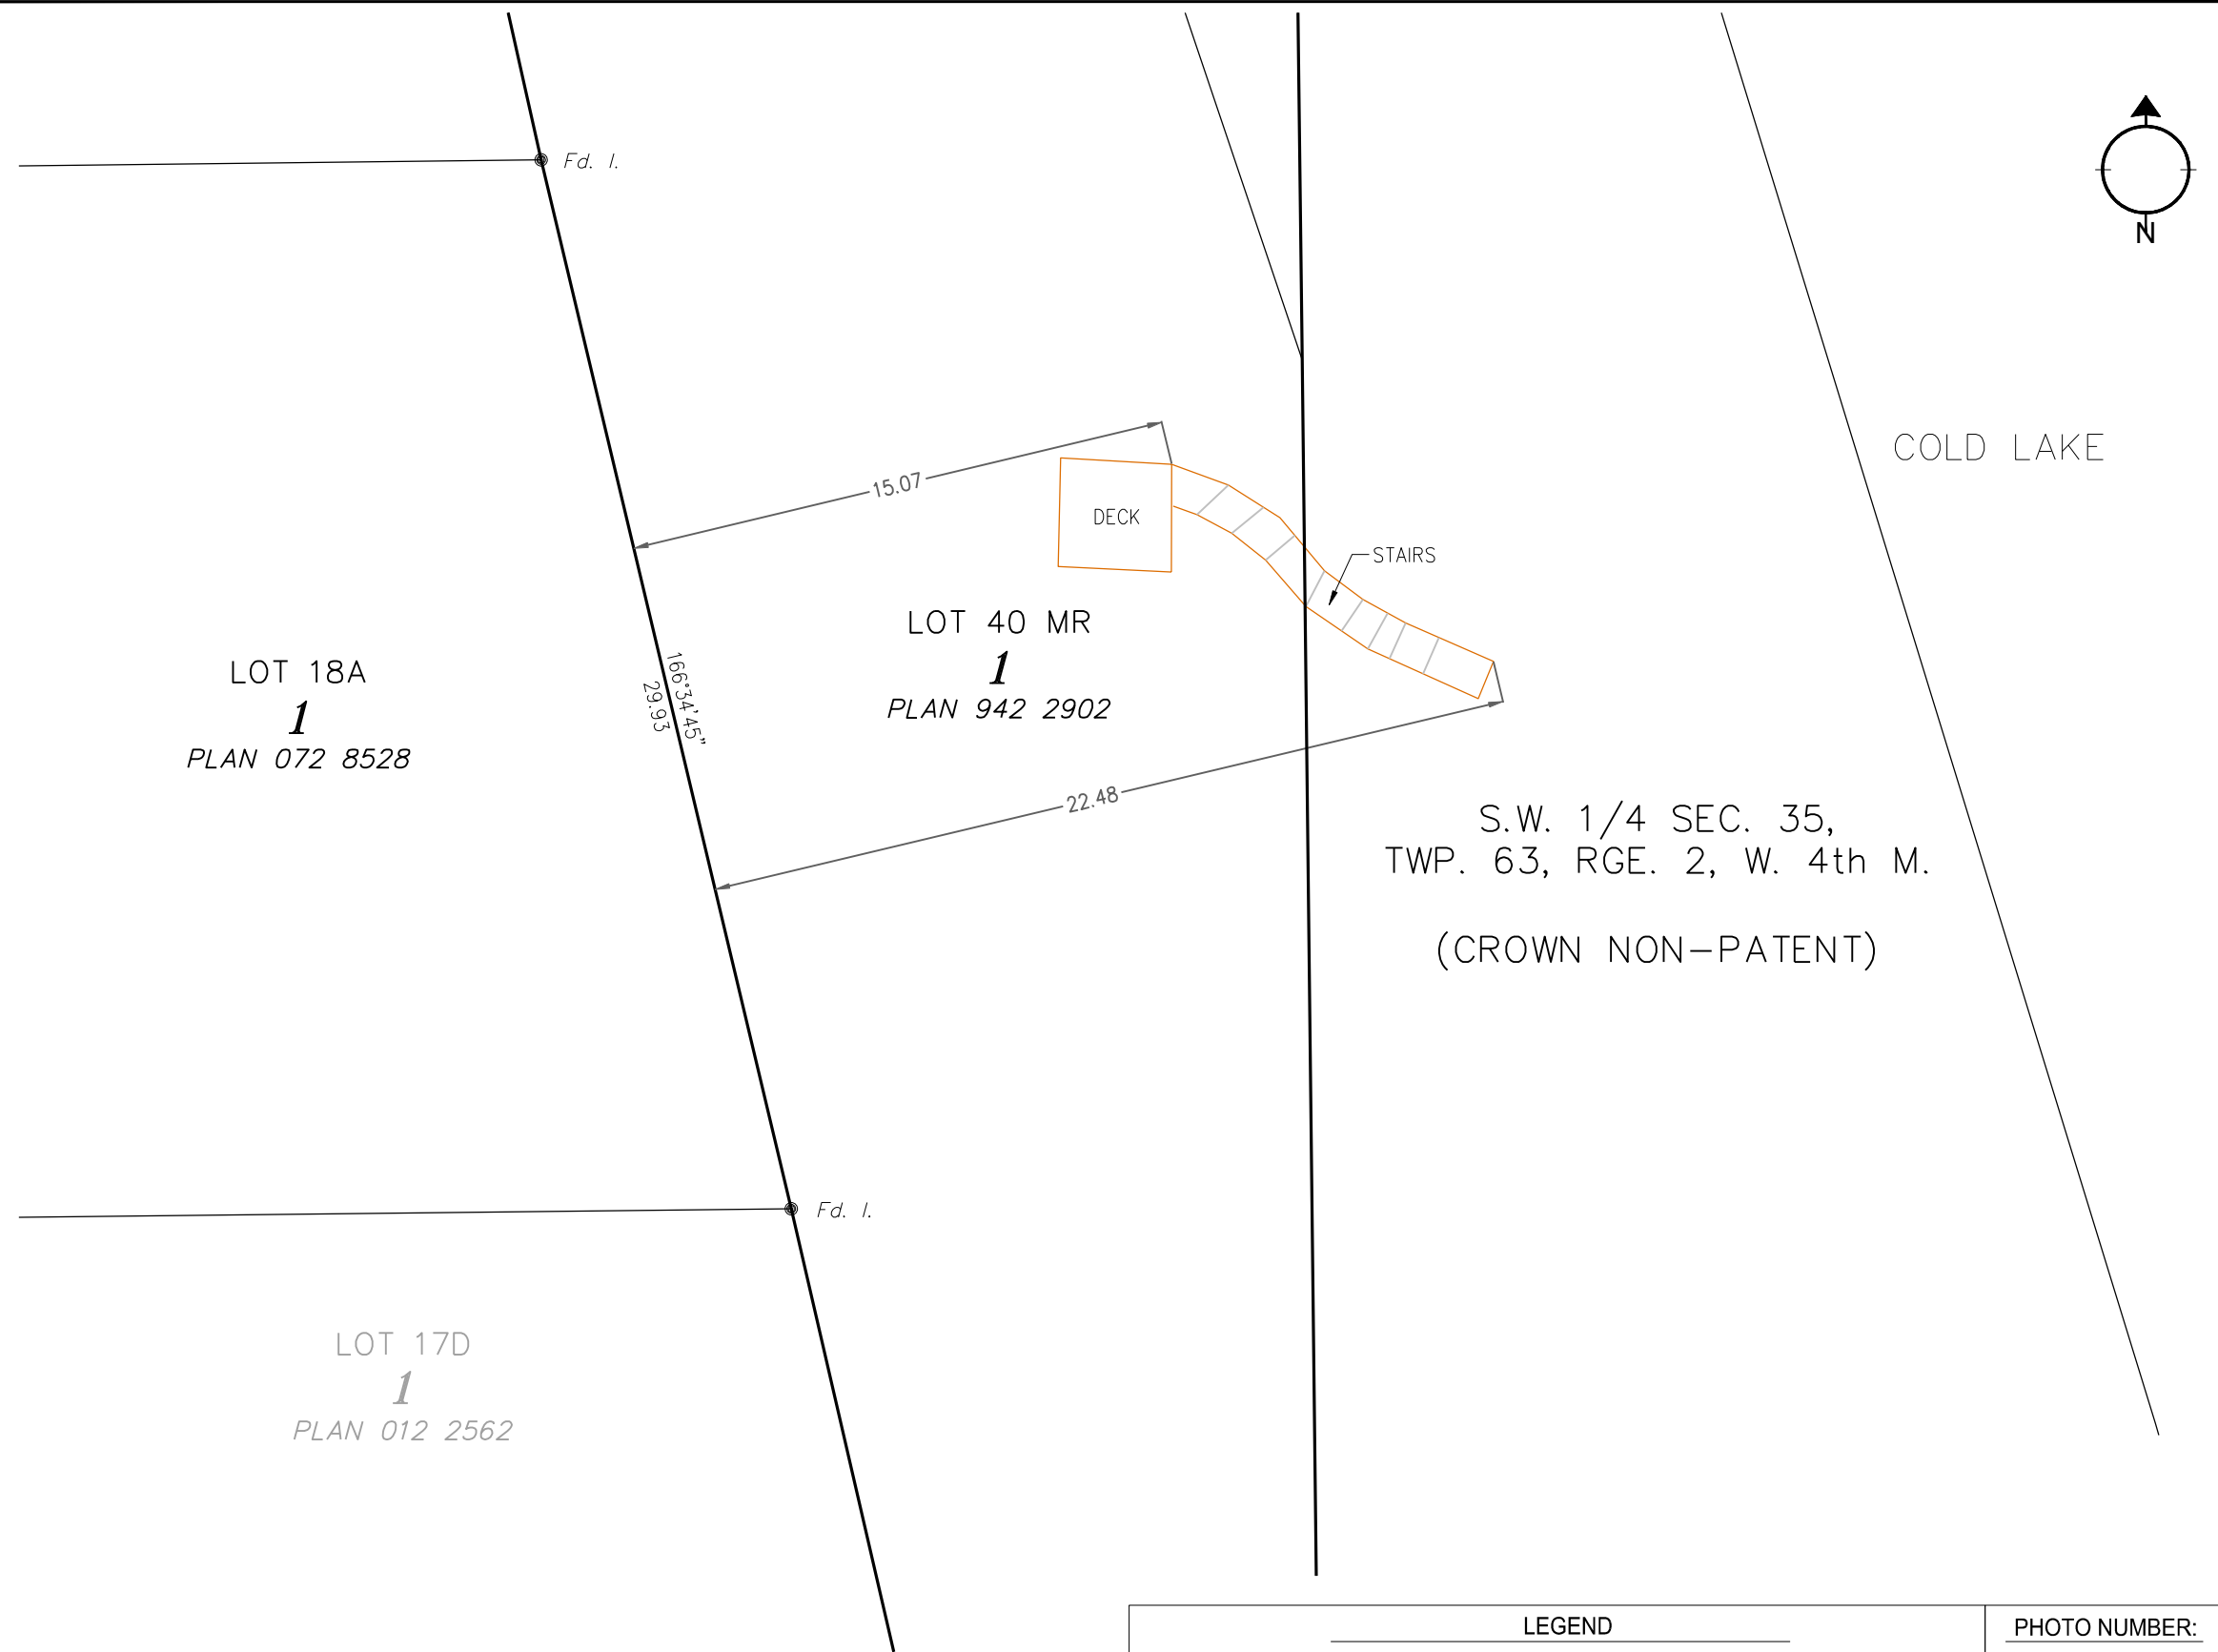 Fd. I.
N
COLD LAKE
15.07
DECK
STAIRS
LOT 40 MR
1
PLAN 942 2902
LOT 18A
1
PLAN 072 8528
166°34'45"
29.93
22.48
S.W. 1/4 SEC. 35,
TWP. 63, RGE. 2, W. 4th M.
(CROWN NON-PATENT)
Fd. I.
LOT 17D
1
PLAN 012 2562
LEGEND
PHOTO NUMBER: